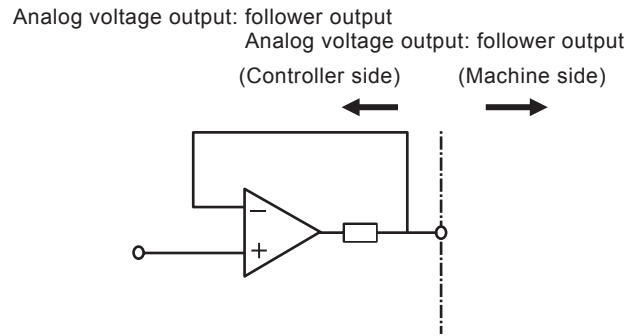 Analog voltage output: follower output
Analog voltage output: follower output
(Controller side) (Machine side)
−
+